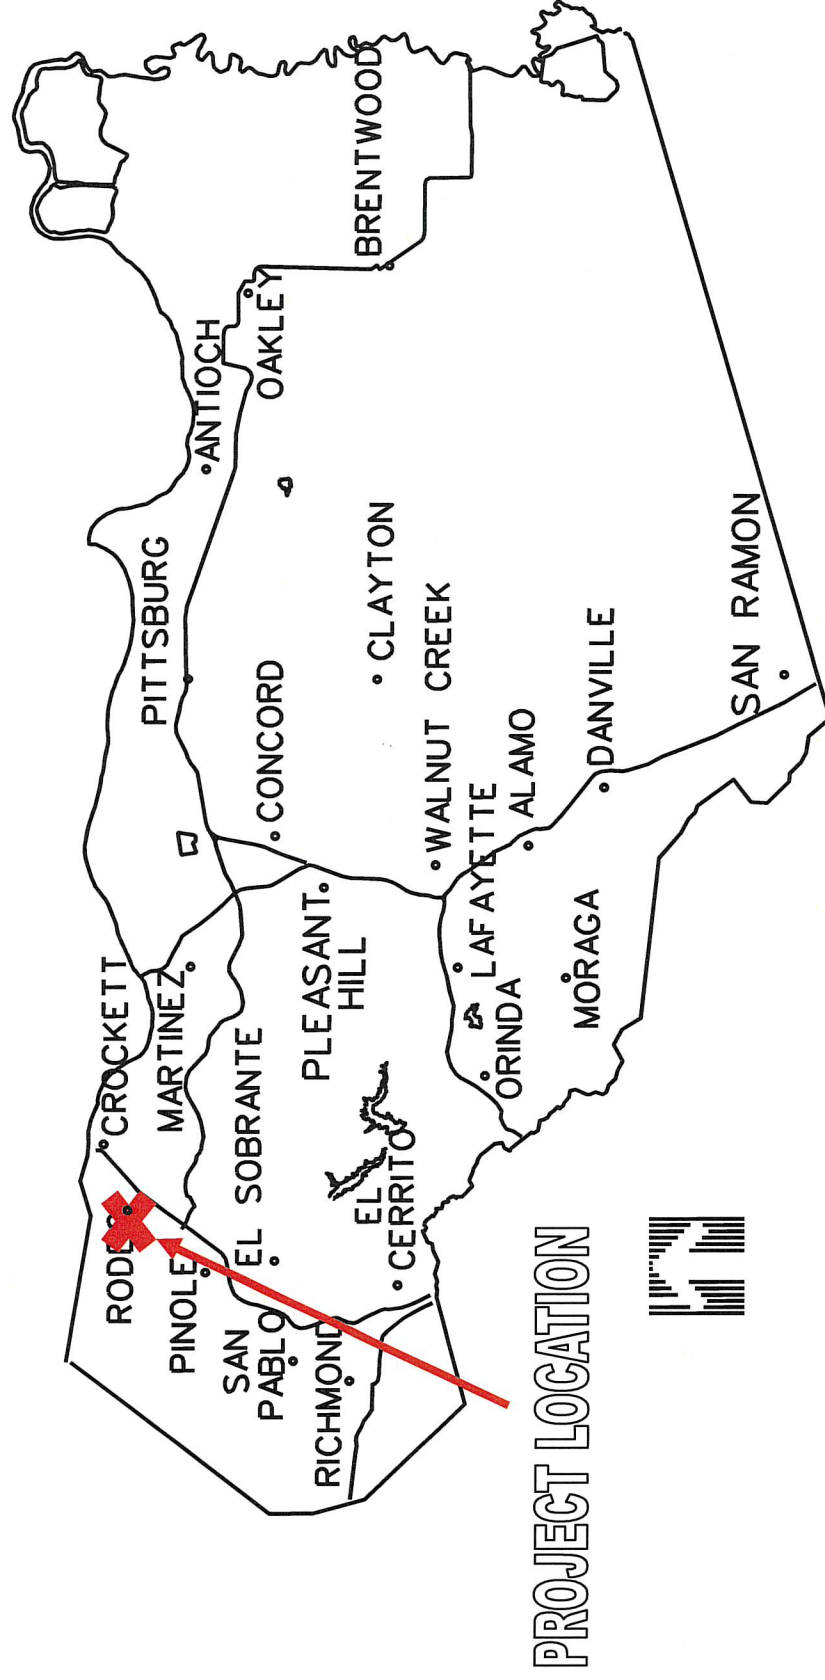 RODEO
CROCKETT
PITTSBURG
MARTINEZ
PINOLE
ANTIOCH
SAN
PABLO
EL SOBRANTE
CONCORD
OAKLEY
RICHMOND
PLEASANT
HILL
EL
CERRITO
BRENTWOOD
CLAYTON
WALNUT CREEK
LAFAYETTE
ORINDA
ALAMO
PROJECT LOCATION
MORAGA
DANVILLE
SAN RAMON